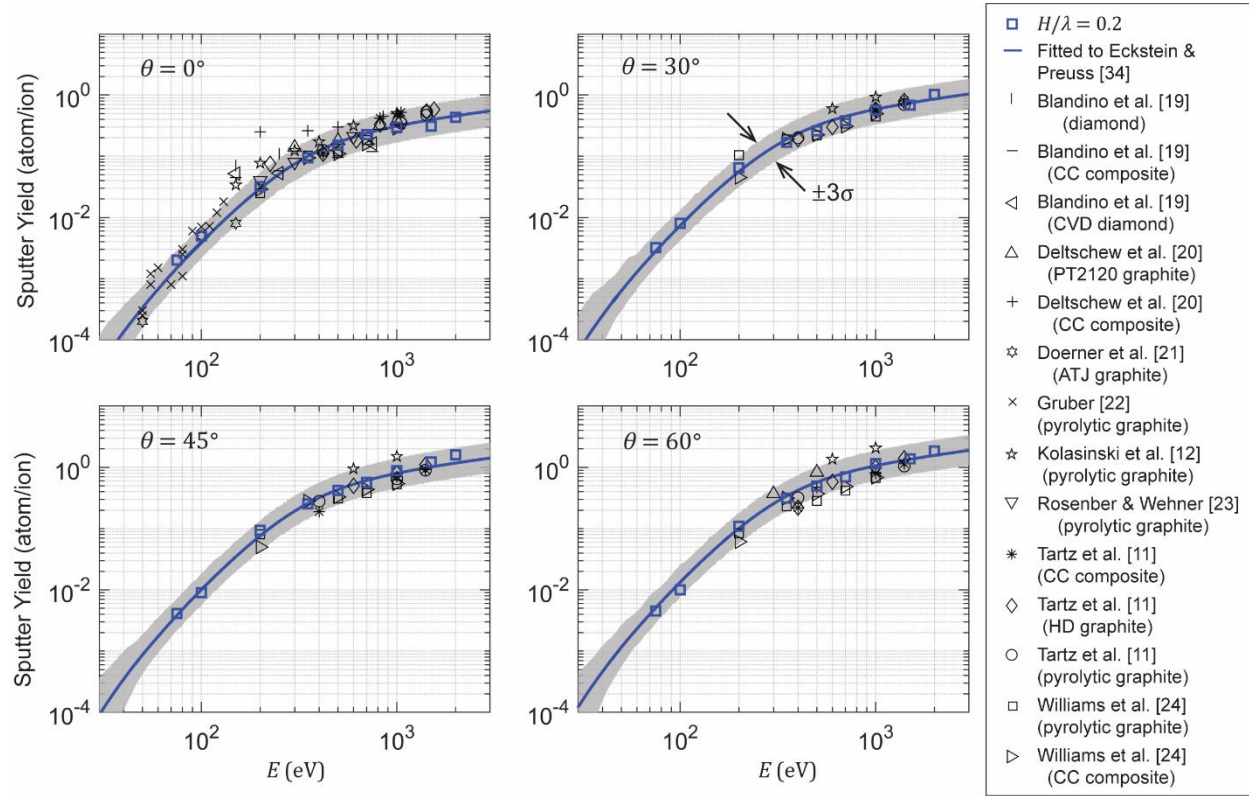 θ = 0°
θ = 30°
Sputter Yield (atom/ion)
10^0
10^-2
10^-4
10^2
10^3
10^0
10^-2
10^-4
±3σ
10^2
10^3
θ = 45°
θ = 60°
Sputter Yield (atom/ion)
10^0
10^-2
10^-4
10^2
10^3
E (eV)
10^0
10^-2
10^-4
10^2
10^3
E (eV)
H/λ = 0.2
Fitted to Eckstein &
Preuss [34]
Blandino et al. [19]
(diamond)
Blandino et al. [19]
(CC composite)
Blandino et al. [19]
(CVD diamond)
Deltschew et al. [20]
(PT2120 graphite)
Deltschew et al. [20]
(CC composite)
Doerner et al. [21]
(ATJ graphite)
Gruber [22]
(pyrolytic graphite)
Kolasinski et al. [12]
(pyrolytic graphite)
Rosenber & Wehner [23]
(pyrolytic graphite)
Tartz et al. [11]
(CC composite)
Tartz et al. [11]
(HD graphite)
Tartz et al. [11]
(pyrolytic graphite)
Williams et al. [24]
(pyrolytic graphite)
Williams et al. [24]
(CC composite)